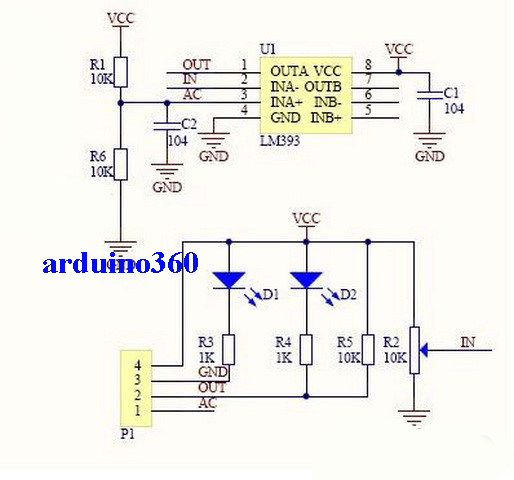 VCC
U1
R1
10K
OUT 1 OUTA VCC 8 VCC
IN 2 INA- OUTB 7
AC 3 INA+ INB- 6
4 GND INB+ 5
C1
104
C2
104
GND
LM393
GND
GND
R6
10K
VCC
arduino360
D1
D2
R3
1K
R4
1K
R5
10K
R2
10K
IN
4
3 GND
2 OUT
1 AC
P1